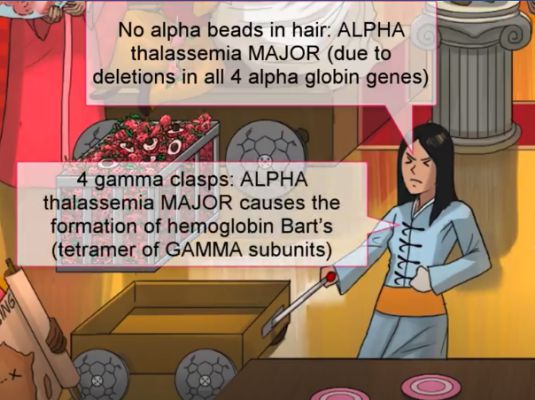 No alpha beads in hair: ALPHA
thalassemia MAJOR (due to
deletions in all 4 alpha globin genes)
4 gamma clasps: ALPHA
thalassemia MAJOR causes the
formation of hemoglobin Bart's
(tetramer of GAMMA subunits)